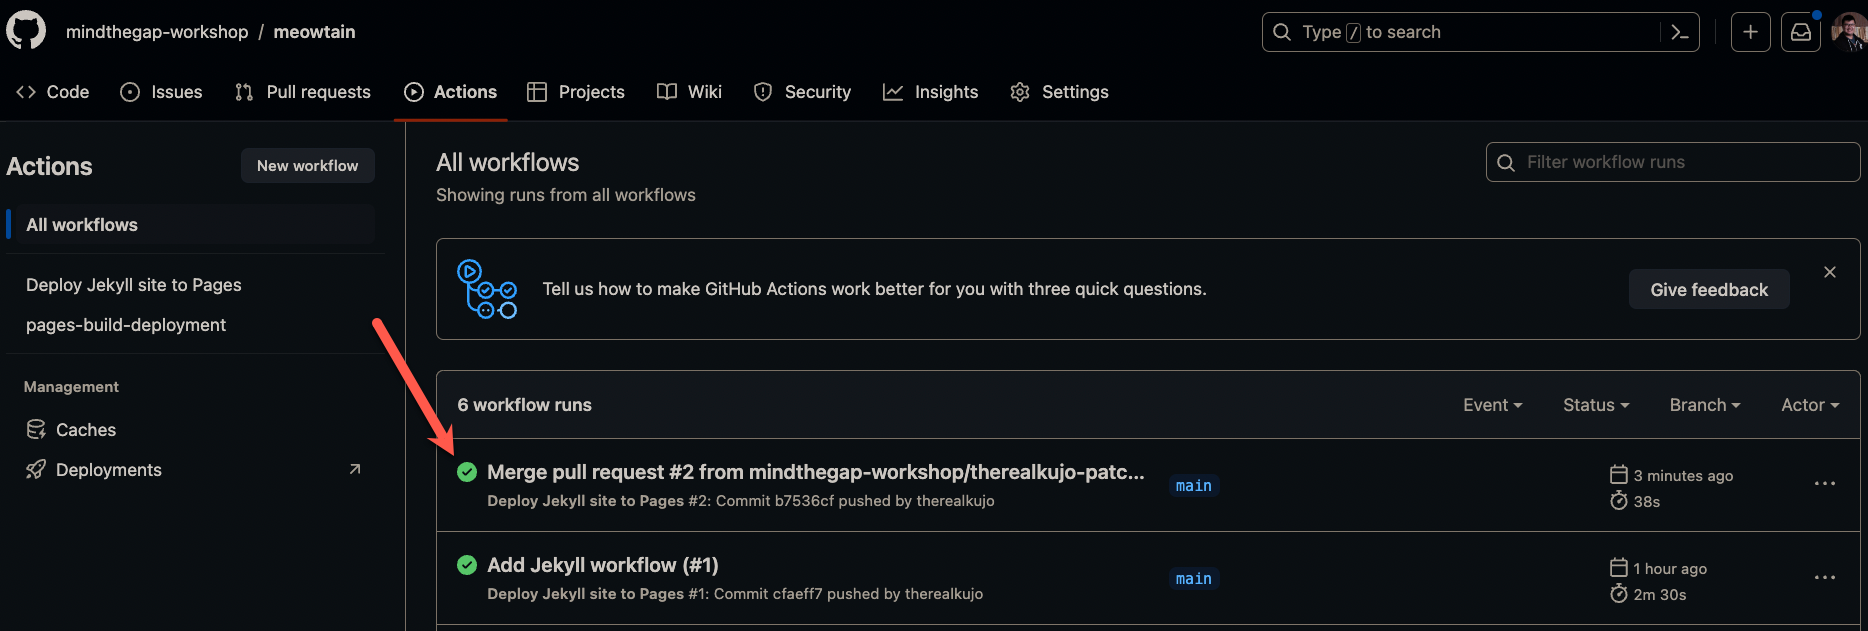 mindthegap-workshop / meowtain
Type / to search
Code Issues Pull requests Actions Projects Wiki Security Insights Settings
Actions
New workflow
All workflows
Deploy Jekyll site to Pages
pages-build-deployment
Management
Caches
Deployments
All workflows
Showing runs from all workflows
Filter workflow runs
Tell us how to make GitHub Actions work better for you with three quick questions.
Give feedback
6 workflow runs
Event Status Branch Actor
Merge pull request #2 from mindthegap-workshop/therealkujo-patc...
Deploy Jekyll site to Pages #2: Commit b7536cf pushed by therealkujo
main
3 minutes ago
38s
Add Jekyll workflow (#1)
Deploy Jekyll site to Pages #1: Commit cfaeff7 pushed by therealkujo
main
1 hour ago
2m 30s